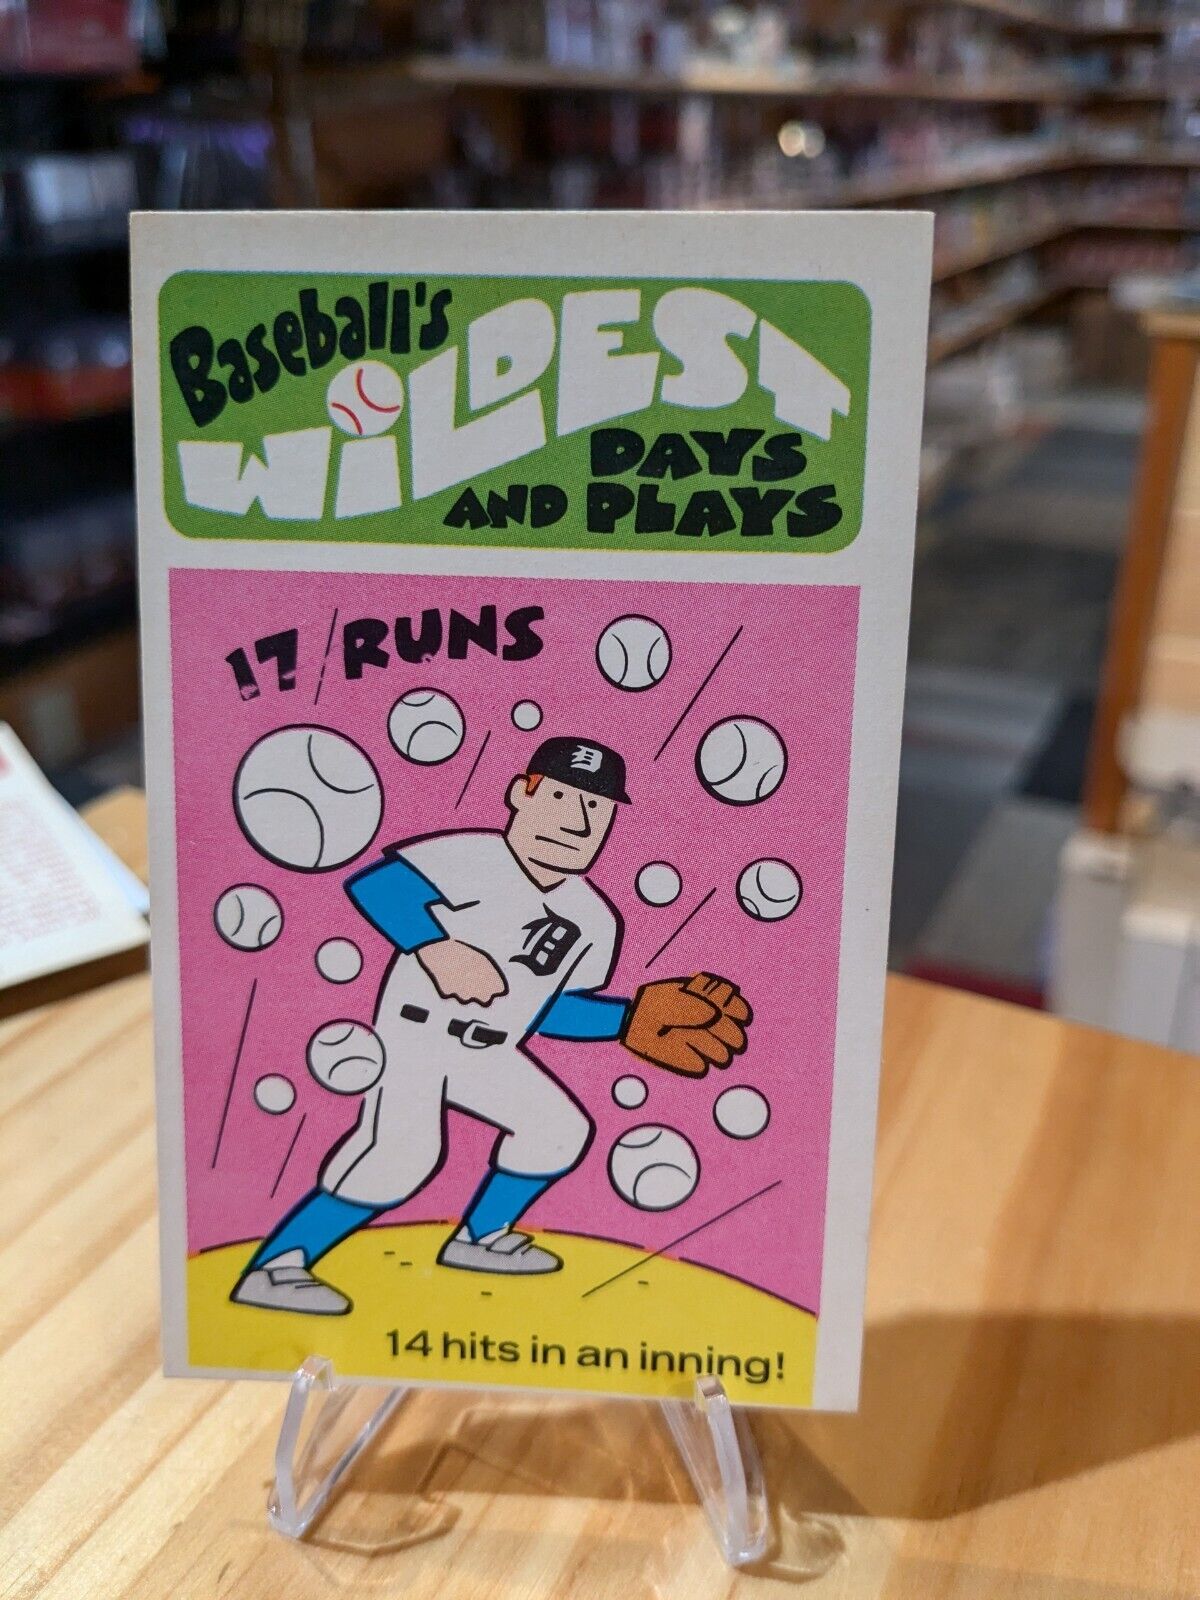 Baseball's
WiLDEST
DAYS
AND PLAYS
17 RUNS
D
D
14 hits in an inning!